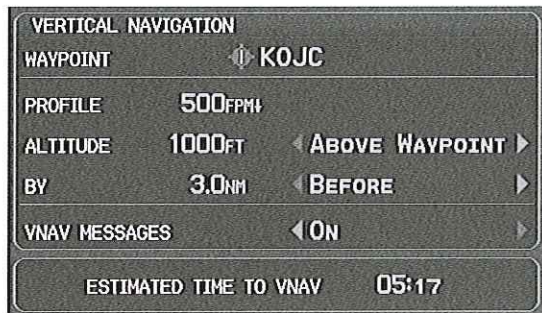 VERTICAL NAVIGATION
WAYPOINT KOJC
PROFILE 500FPM↓
ALTITUDE 1000FT ABOVE WAYPOINT
BY 3.0NM BEFORE
VNAV MESSAGES ON
ESTIMATED TIME TO VNAV 05:17